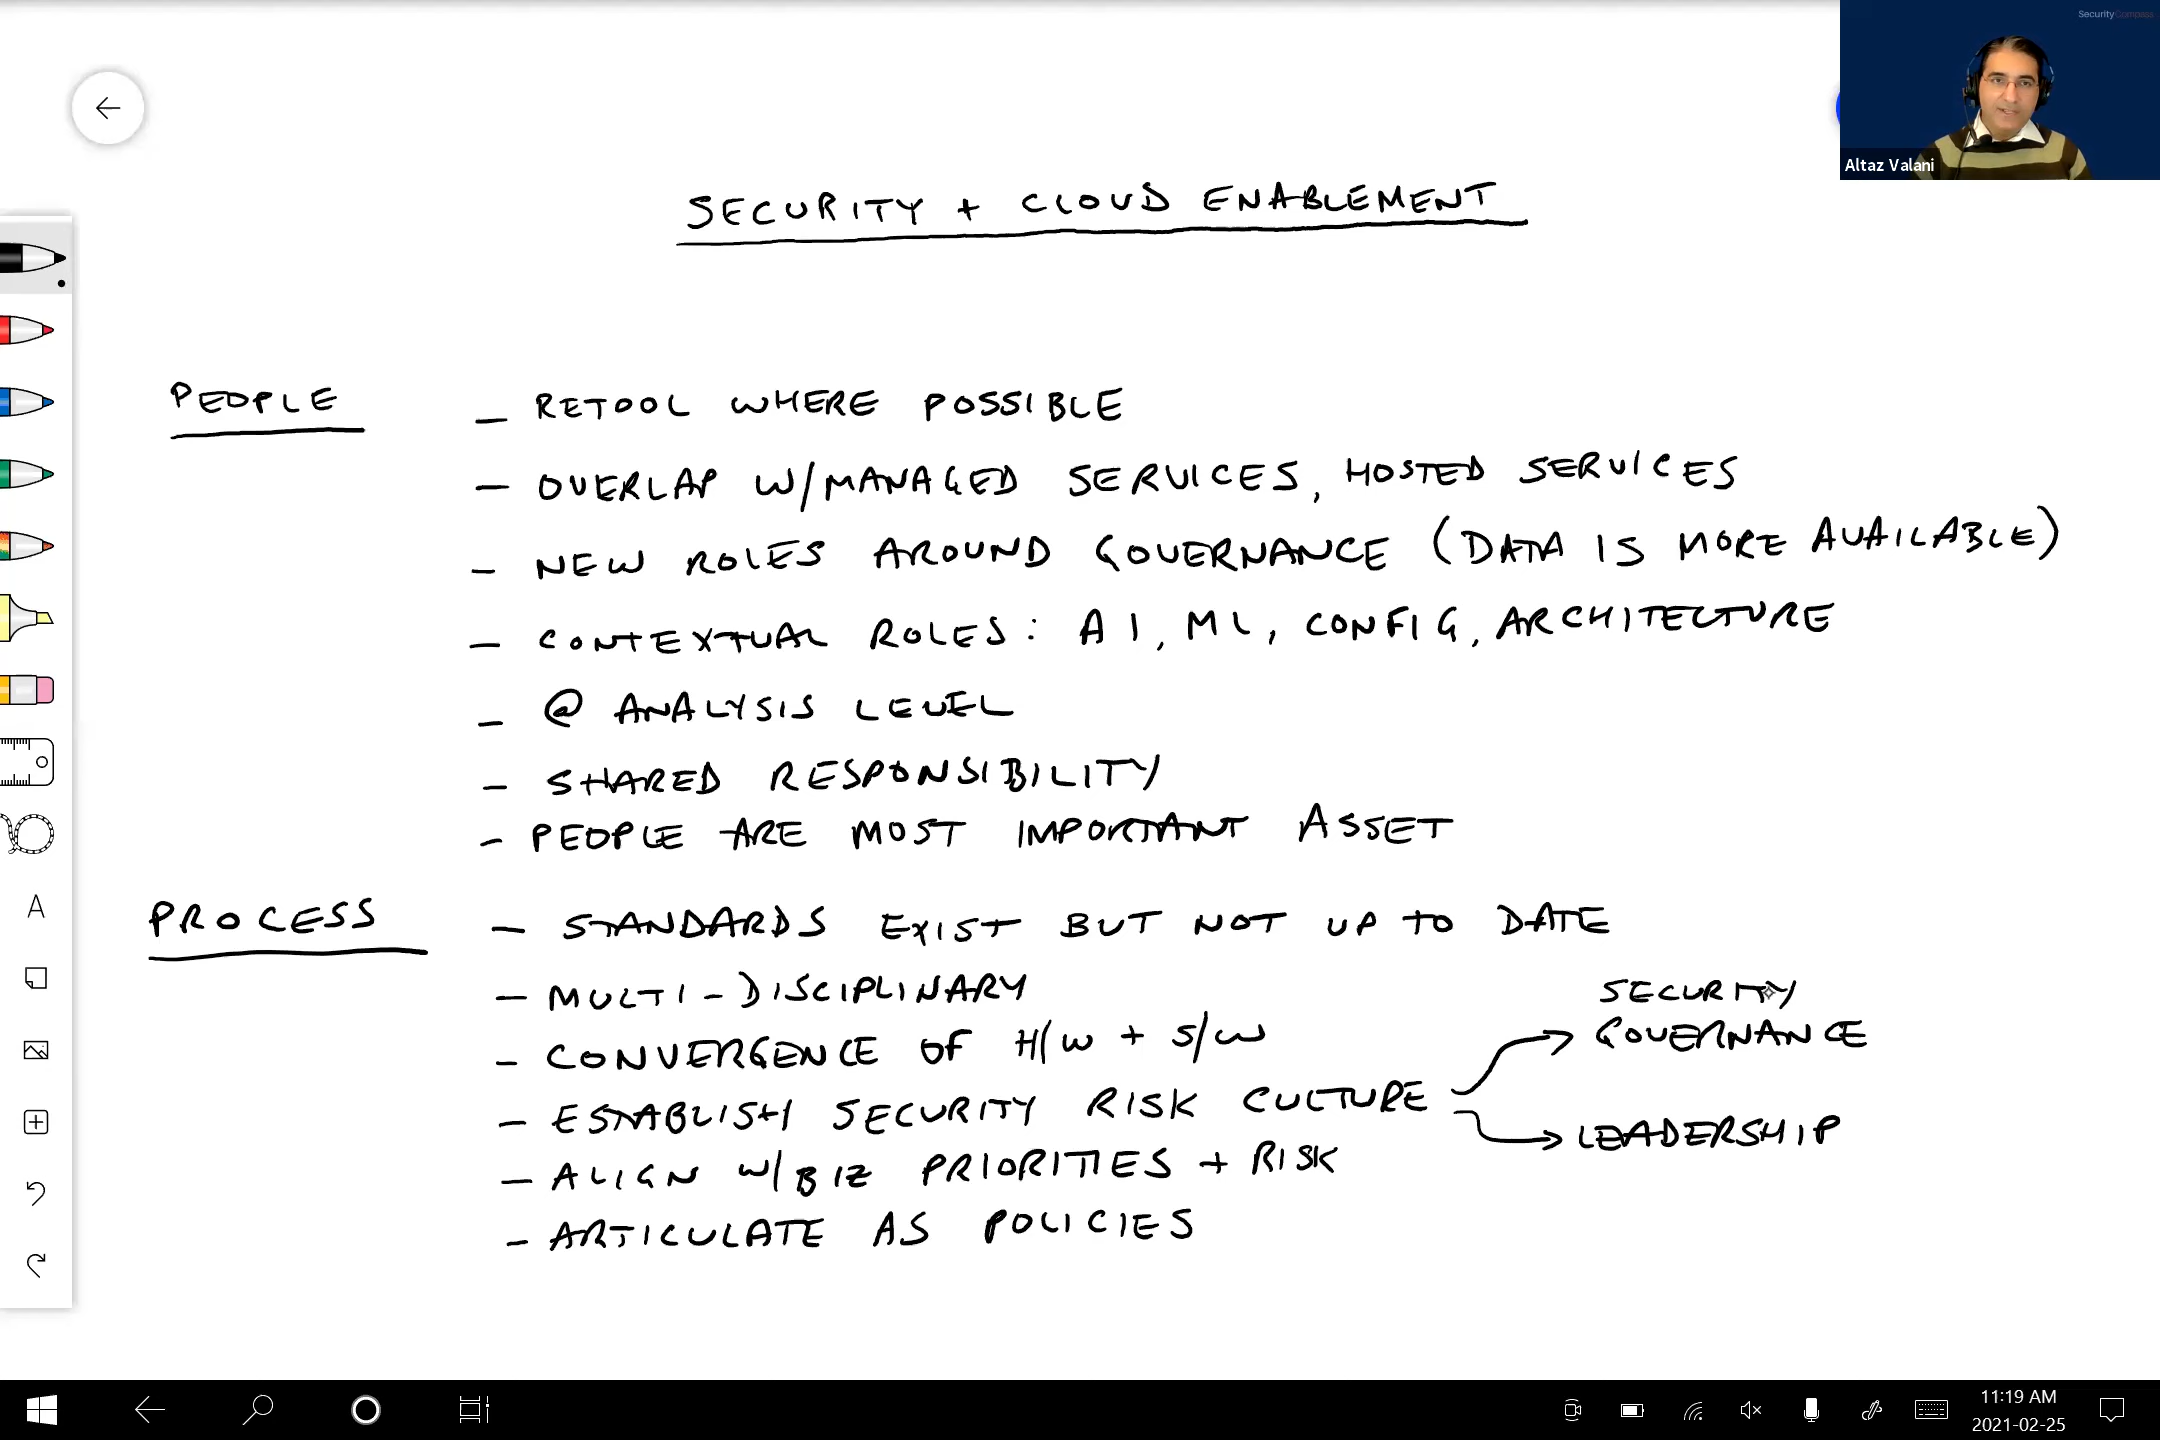 SecurityCompass
Altaz Valani
SECURITY + CLOUD ENABLEMENT
PEOPLE
- RETOOL WHERE POSSIBLE
- OVERLAP W/MANAGED SERVICES, HOSTED SERVICES
- NEW ROLES AROUND GOVERNANCE (DATA IS MORE AVAILABLE)
- CONTEXTUAL ROLES: AI, ML, CONFIG, ARCHITECTURE
- @ ANALYSIS LEVEL
- SHARED RESPONSIBILITY
- PEOPLE ARE MOST IMPORTANT ASSET
PROCESS
- STANDARDS EXIST BUT NOT UP TO DATE
- MULTI-DISCIPLINARY
- CONVERGENCE OF H/W + S/W
- ESTABLISH SECURITY RISK CULTURE
SECURITY
GOVERNANCE
LEADERSHIP
- ALIGN W/BIZ PRIORITIES + RISK
- ARTICULATE AS POLICIES
A
11:19 AM
2021-02-25